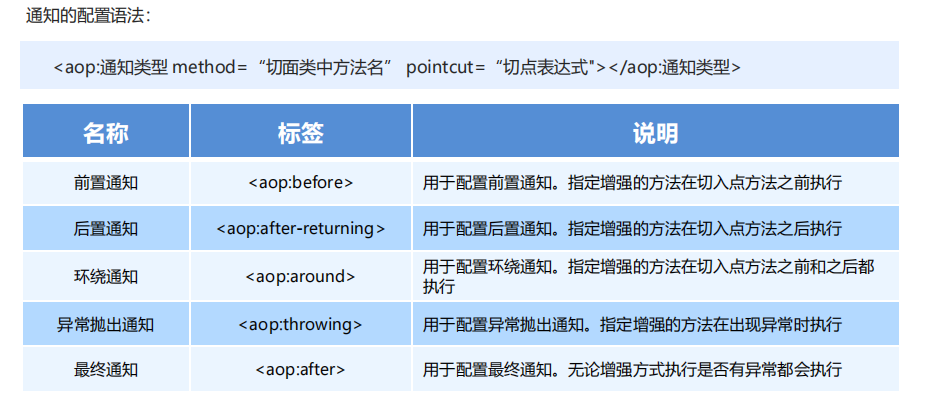 通知的配置语法：
<aop:通知类型 method=“切面类中方法名” pointcut=“切点表达式"></aop:通知类型>
名称 标签 说明
前置通知 <aop:before> 用于配置前置通知。指定增强的方法在切入点方法之前执行
后置通知 <aop:after-returning> 用于配置后置通知。指定增强的方法在切入点方法之后执行
环绕通知 <aop:around> 用于配置环绕通知。指定增强的方法在切入点方法之前和之后都
执行
异常抛出通知 <aop:throwing> 用于配置异常抛出通知。指定增强的方法在出现异常时执行
最终通知 <aop:after> 用于配置最终通知。无论增强方式执行是否有异常都会执行